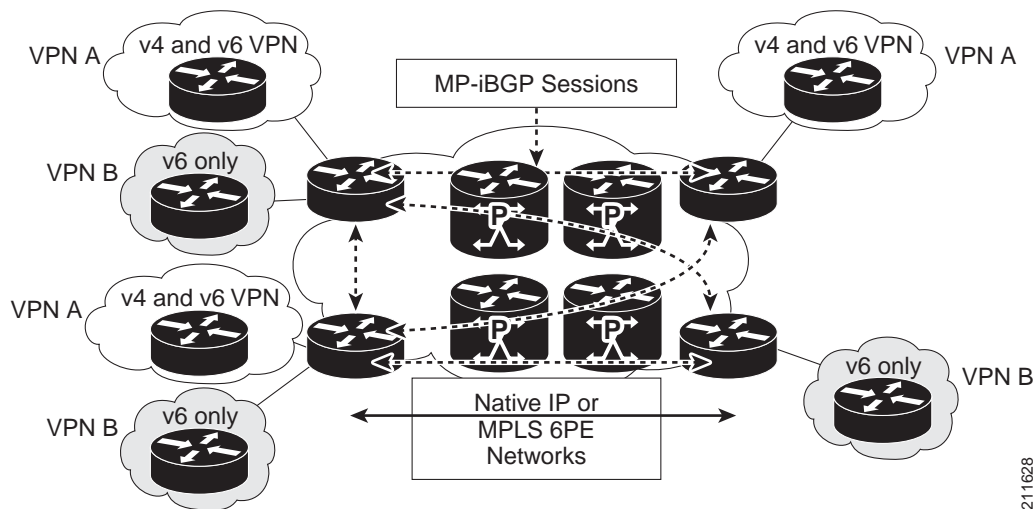 VPN A
v4 and v6 VPN
v4 and v6 VPN
VPN A
MP-iBGP Sessions
VPN B
v6 only
P
P
VPN A
v4 and v6 VPN
P
P
v6 only
VPN B
VPN B
v6 only
Native IP or
MPLS 6PE
Networks
211628